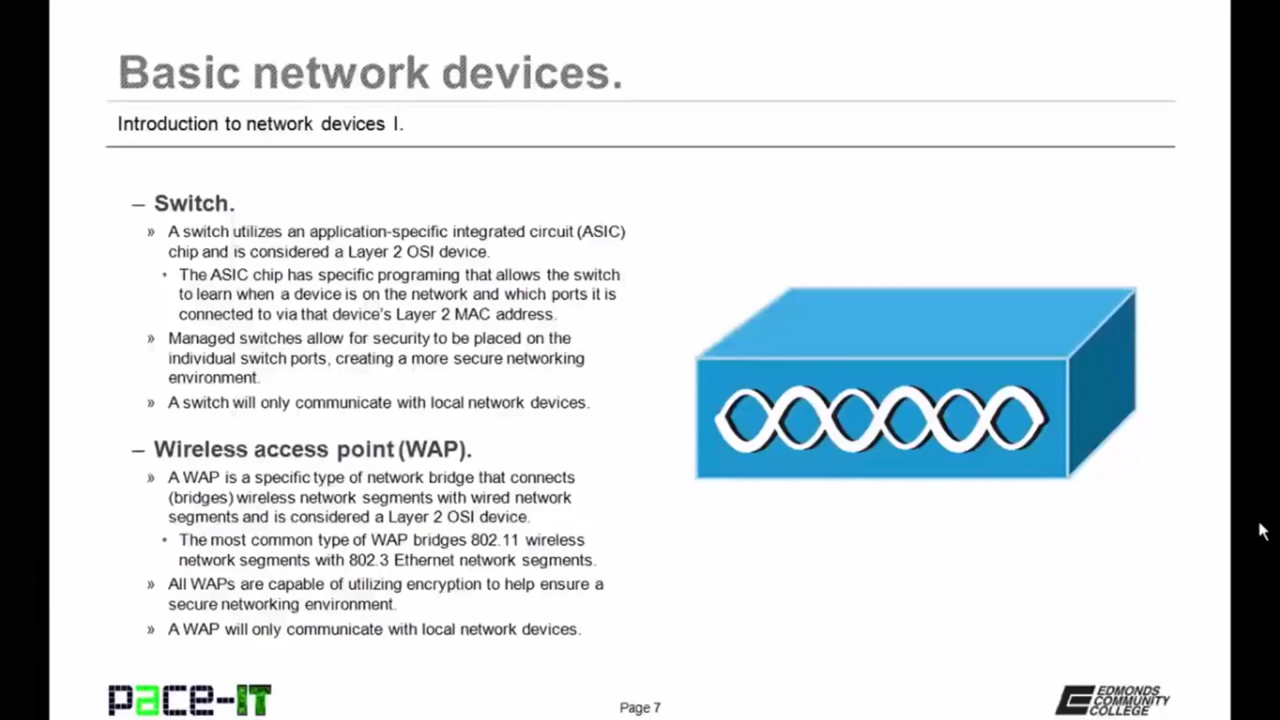 Basic network devices.
Introduction to network devices I.
– Switch.
» A switch utilizes an application-specific integrated circuit (ASIC)
chip and is considered a Layer 2 OSI device.
• The ASIC chip has specific programing that allows the switch
to learn when a device is on the network and which ports it is
connected to via that device's Layer 2 MAC address.
» Managed switches allow for security to be placed on the
individual switch ports, creating a more secure networking
environment.
» A switch will only communicate with local network devices.
– Wireless access point (WAP).
» A WAP is a specific type of network bridge that connects
(bridges) wireless network segments with wired network
segments and is considered a Layer 2 OSI device.
• The most common type of WAP bridges 802.11 wireless
network segments with 802.3 Ethernet network segments.
» All WAPs are capable of utilizing encryption to help ensure a
secure networking environment.
» A WAP will only communicate with local network devices.
pace-IT
Page 7
EDMONDS
COMMUNITY
COLLEGE